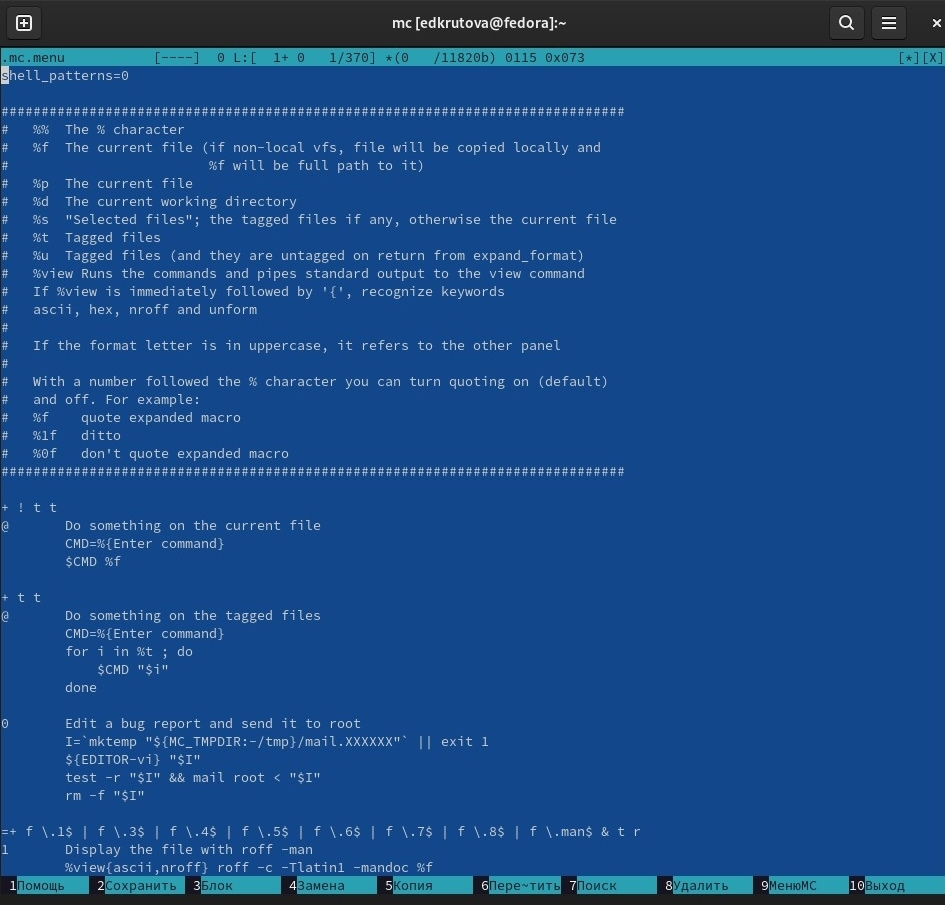 mc [edkrutova@fedora]:~
.mc.menu           [----]  0 L:[  1+ 0   1/370] *(0   /11820b) 0115 0x073                                       [*][X]
shell_patterns=0
##############################################################################
#   %%  The % character
#   %f  The current file (if non-local vfs, file will be copied locally and
#                         %f will be full path to it)
#   %p  The current file
#   %d  The current working directory
#   %s  "Selected files"; the tagged files if any, otherwise the current file
#   %t  Tagged files
#   %u  Tagged files (and they are untagged on return from expand_format)
#   %view Runs the commands and pipes standard output to the view command
#   If %view is immediately followed by '{', recognize keywords
#   ascii, hex, nroff and unform
#
#   If the format letter is in uppercase, it refers to the other panel
#
#   With a number followed the % character you can turn quoting on (default)
#   and off. For example:
#   %f    quote expanded macro
#   %1f   ditto
#   %0f   don't quote expanded macro
##############################################################################
+ ! t t
@       Do something on the current file
        CMD=%{Enter command}
        $CMD %f
+ t t
@       Do something on the tagged files
        CMD=%{Enter command}
        for i in %t ; do
            $CMD "$i"
        done
0       Edit a bug report and send it to root
        I=`mktemp "${MC_TMPDIR:-/tmp}/mail.XXXXXX"` || exit 1
        ${EDITOR-vi} "$I"
        test -r "$I" && mail root < "$I"
        rm -f "$I"
=+ f \.1$ | f \.3$ | f \.4$ | f \.5$ | f \.6$ | f \.7$ | f \.8$ | f \.man$ & t r
1       Display the file with roff -man
        %view{ascii,nroff} roff -c -Tlatin1 -mandoc %f
1Помощь 2Сохранить 3Блок 4Замена 5Копия 6Пере~тить 7Поиск 8Удалить 9МенюMC 10Выход